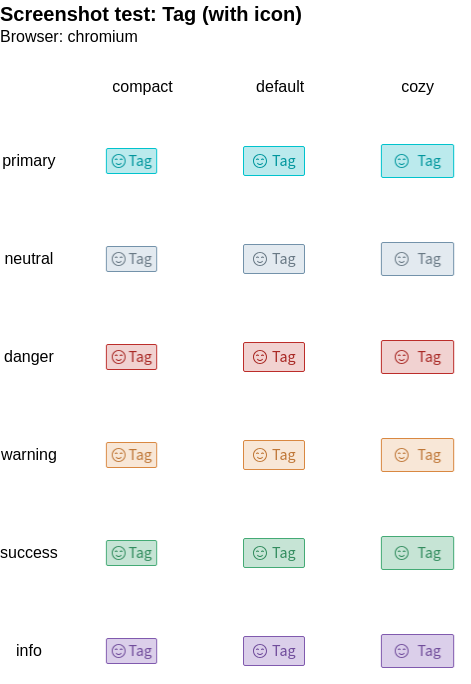 Screenshot test: Tag (with icon)
Browser: chromium
compact default cozy
primary Tag Tag Tag
neutral Tag Tag Tag
danger Tag Tag Tag
warning Tag Tag Tag
success Tag Tag Tag
info Tag Tag Tag